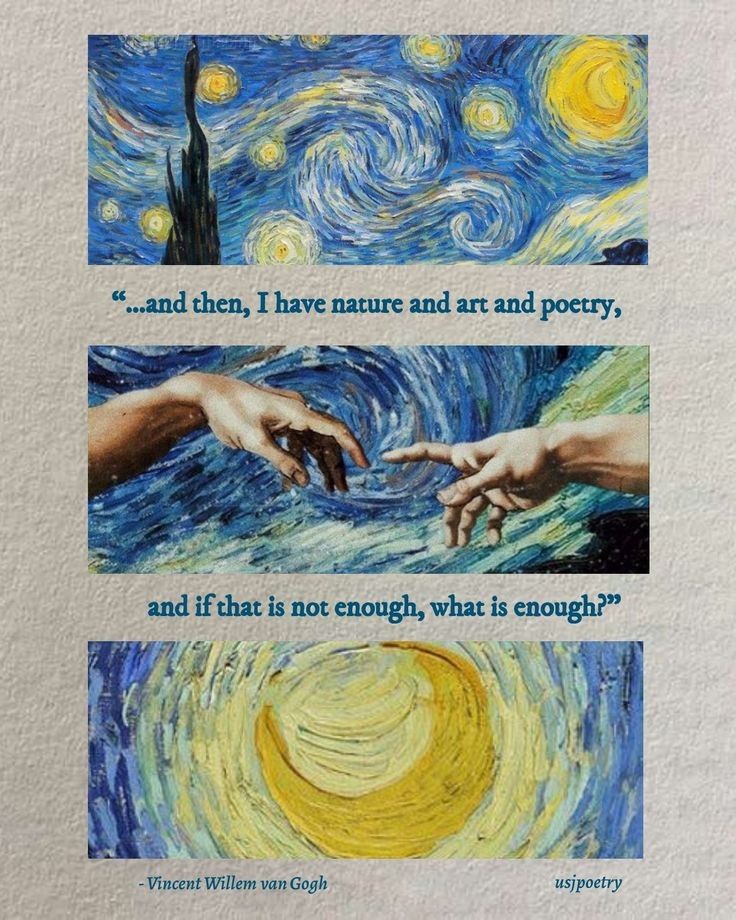 “...and then, I have nature and art and poetry,
and if that is not enough, what is enough?”
- Vincent Willem van Gogh
usjpoetry